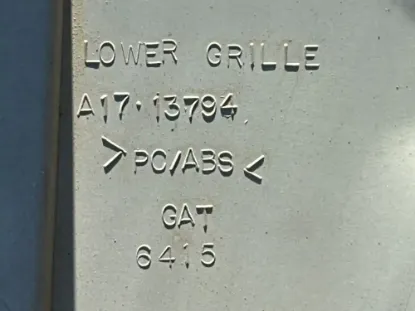 LOWER GRILLE
A17-13794
>PC/ABS<
GAT
6415